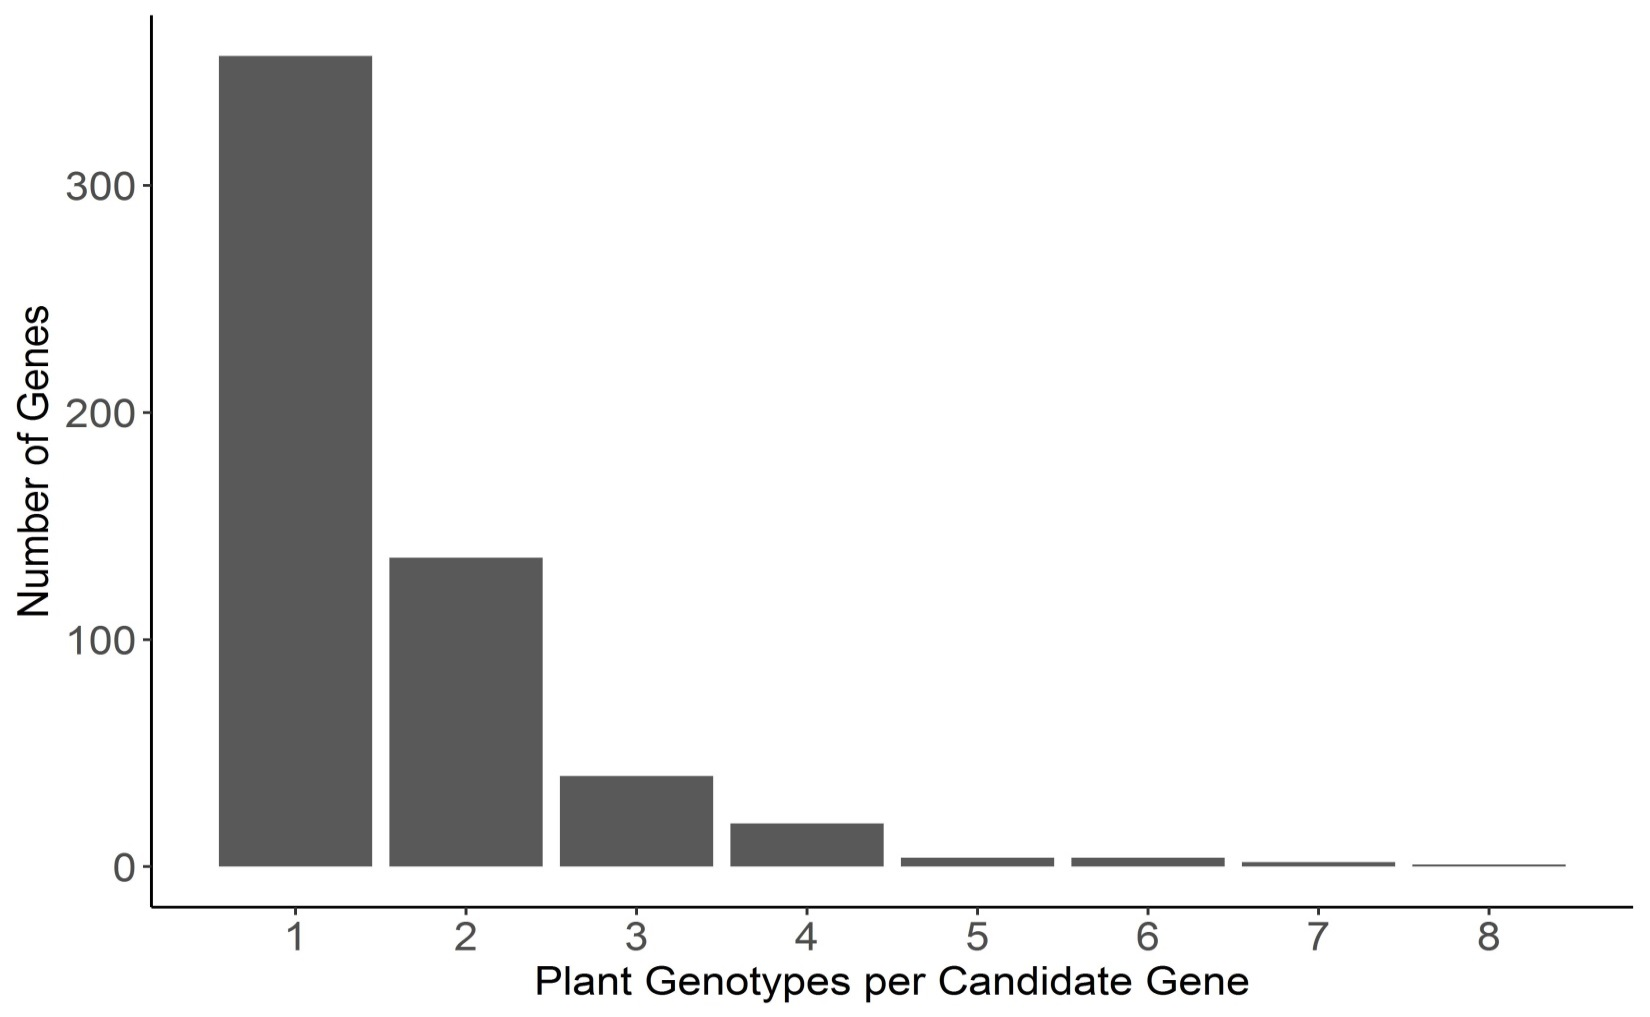 Number of Genes
300
200
100
0
1 2 3 4 5 6 7 8
Plant Genotypes per Candidate Gene